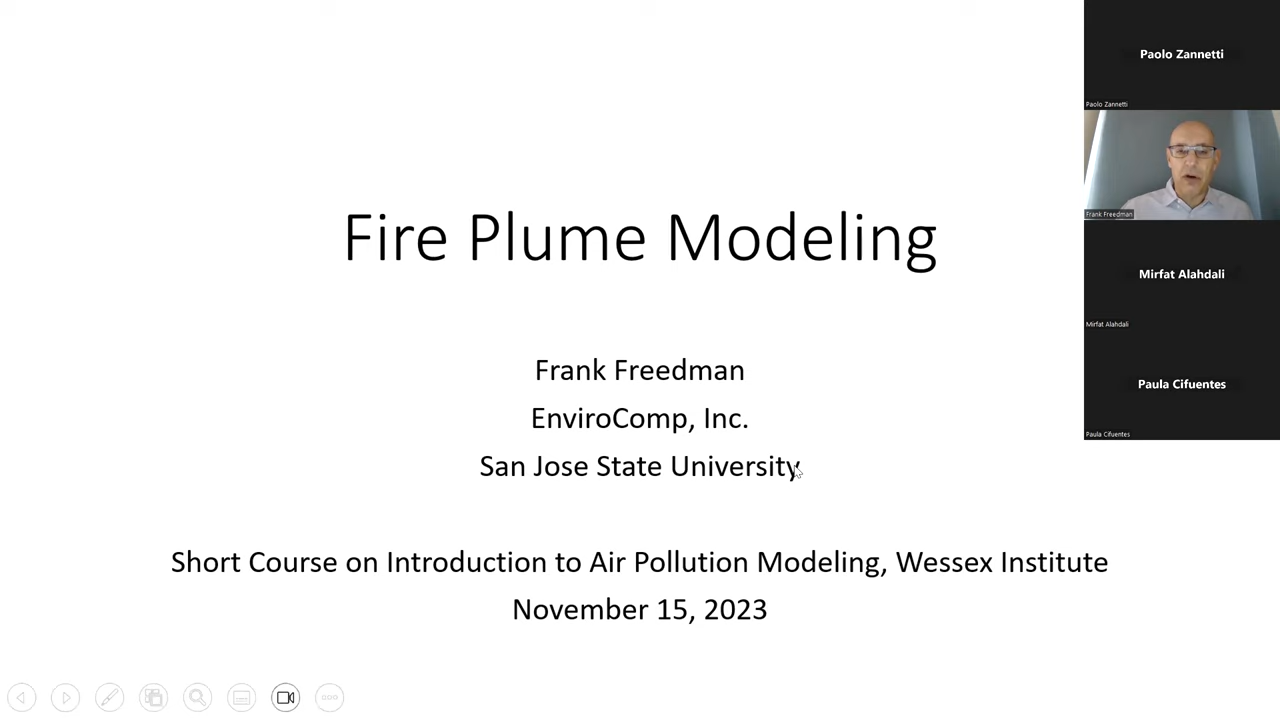 Fire Plume Modeling
Frank Freedman
EnviroComp, Inc.
San Jose State University
Short Course on Introduction to Air Pollution Modeling, Wessex Institute
November 15, 2023
Paolo Zannetti
Paolo Zannetti
Frank Freedman
Mirfat Alahdali
Mirfat Alahdali
Paula Cifuentes
Paula Cifuentes